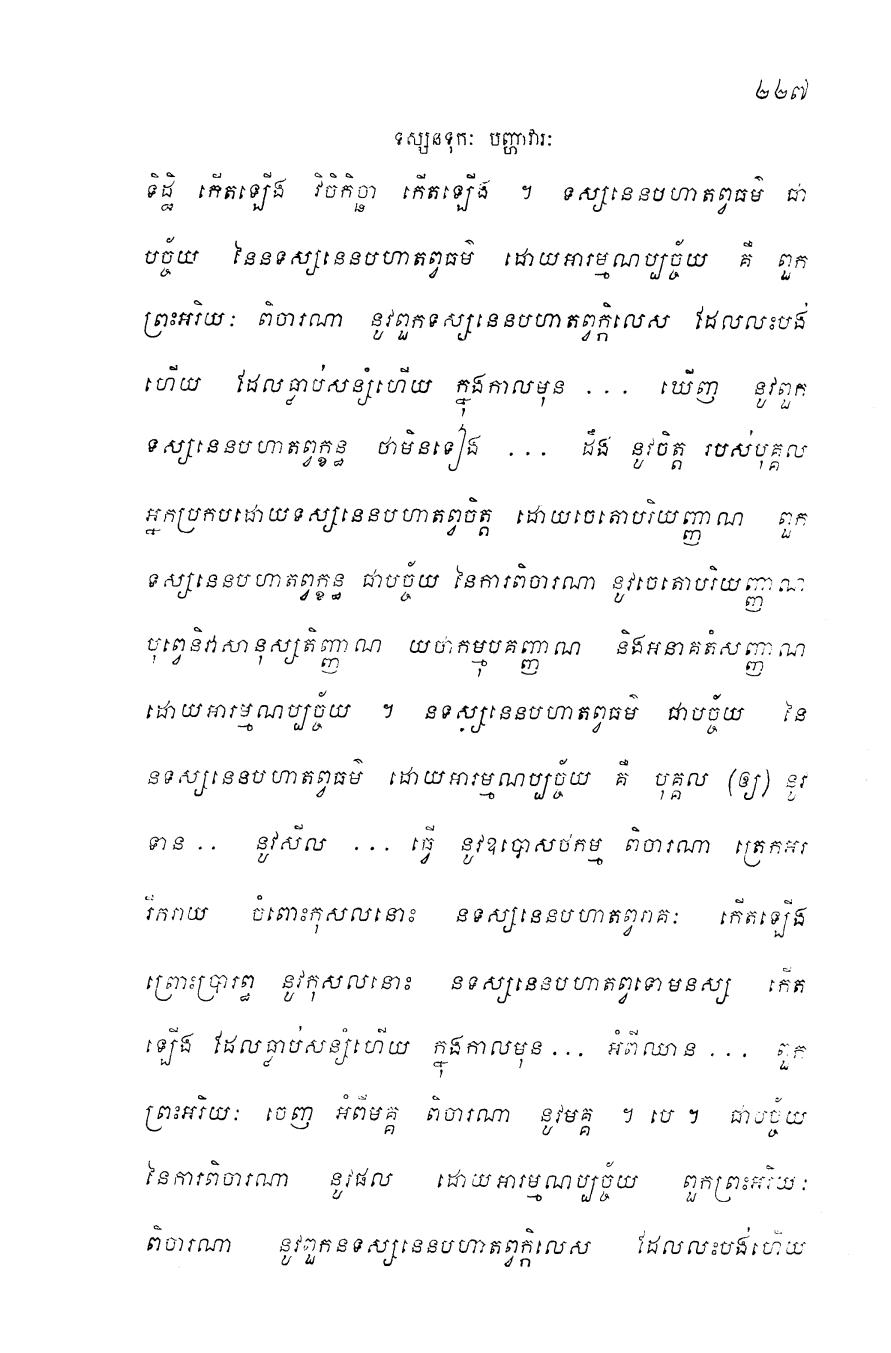 ២២៧
ទស្សនទុកៈ បញ្ហាវារៈ
ទិដ្ឋិ កើតឡើង វិចិកិច្ឆា កើតឡើង ។ ទស្សនេនបហាតព្វធម៌ ជា
បច្ច័យ នៃនទស្សនេនបហាតព្វធម៌ ដោយអារម្មណប្បច្ច័យ គឺ ពួក
ព្រះអរិយៈ ពិចារណា នូវពួកទស្សនេនបហាតព្វក្កិលេស ដែលលះបង់
ហើយ ដែលធ្លាប់សន្សំហើយ ក្នុងកាលមុន ... ឃើញ នូវពួក
ទស្សនេនបហាតព្វក្ខន្ធ ថាមិនទៀង ... ដឹង នូវចិត្ត របស់បុគ្គល
អ្នកប្រកបដោយទស្សនេនបហាតព្វចិត្ត ដោយចេតោបរិយញ្ញាណ ពួក
ទស្សនេនបហាតព្វក្ខន្ធ ជាបច្ច័យ នៃការពិចារណា នូវចេតោបរិយញ្ញាណ
បុព្វេនិវាសានុស្សតិញ្ញាណ យថាកម្មុបគញ្ញាណ និងអនាគតំសញ្ញាណ
ដោយអារម្មណប្បច្ច័យ ។ នទស្សនេនបហាតព្វធម៌ ជាបច្ច័យ នៃ
នទស្សនេនបហាតព្វធម៌ ដោយអារម្មណប្បច្ច័យ គឺ បុគ្គល (ឲ្យ) នូវ
ទាន .. នូវសីល ... ធ្វើ នូវឧបោសថកម្ម ពិចារណា ត្រេកអរ
រីករាយ ចំពោះកុសលនោះ នទស្សនេនបហាតព្វរាគៈ កើតឡើង
ព្រោះប្រារព្ធ នូវកុសលនោះ នទស្សនេនបហាតព្វទោមនស្ស កើត
ឡើង ដែលធ្លាប់សន្សំហើយ ក្នុងកាលមុន ... អំពីឈាន ... ពួក
ព្រះអរិយៈ ចេញ អំពីមគ្គ ពិចារណា នូវមគ្គ ។ បេ ។ ជាបច្ច័យ
នៃការពិចារណា នូវផល ដោយអារម្មណប្បច្ច័យ ពួកព្រះអរិយៈ
ពិចារណា នូវពួកនទស្សនេនបហាតព្វក្កិលេស ដែលលះបង់ហើយ